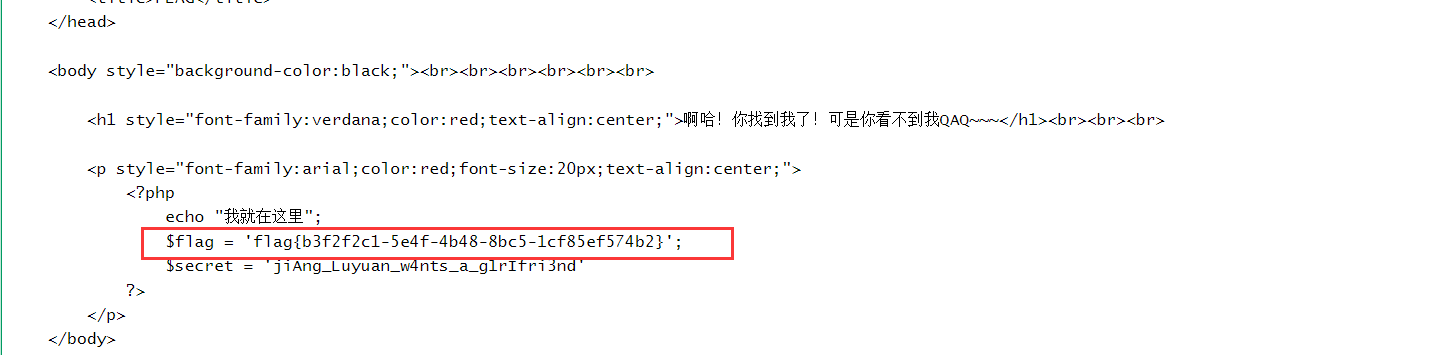 <title>FLAG</title>
</head>
<body style="background-color:black;"><br><br><br><br><br><br>
<h1 style="font-family:verdana;color:red;text-align:center;">啊哈！你找到我了！可是你看不到我QAQ~~~</h1><br><br><br>
<p style="font-family:arial;color:red;font-size:20px;text-align:center;">
<?php
echo "我就在这里";
$flag = 'flag{b3f2f2c1-5e4f-4b48-8bc5-1cf85ef574b2}';
$secret = 'jiAng_Luyuan_w4nts_a_g1rIfri3nd'
?>
</p>
</body>